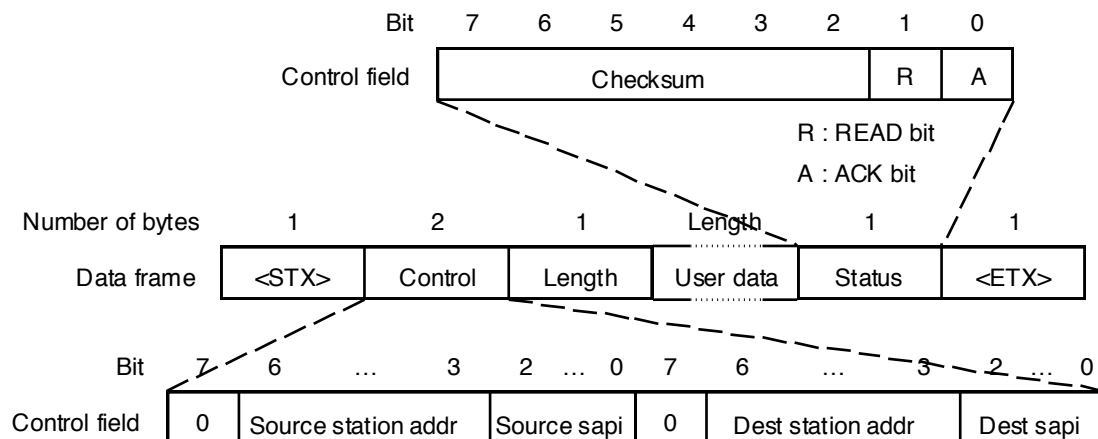 Bit 7 6 5 4 3 2 1 0
Control field Checksum R A
R : READ bit
A : ACK bit
Number of bytes 1 2 1 Length 1 1
Data frame <STX> Control Length User data Status <ETX>
Bit 7 6 ... 3 2 ... 0 7 6 ... 3 2 ... 0
Control field 0 Source station addr Source sapi 0 Dest station addr Dest sapi